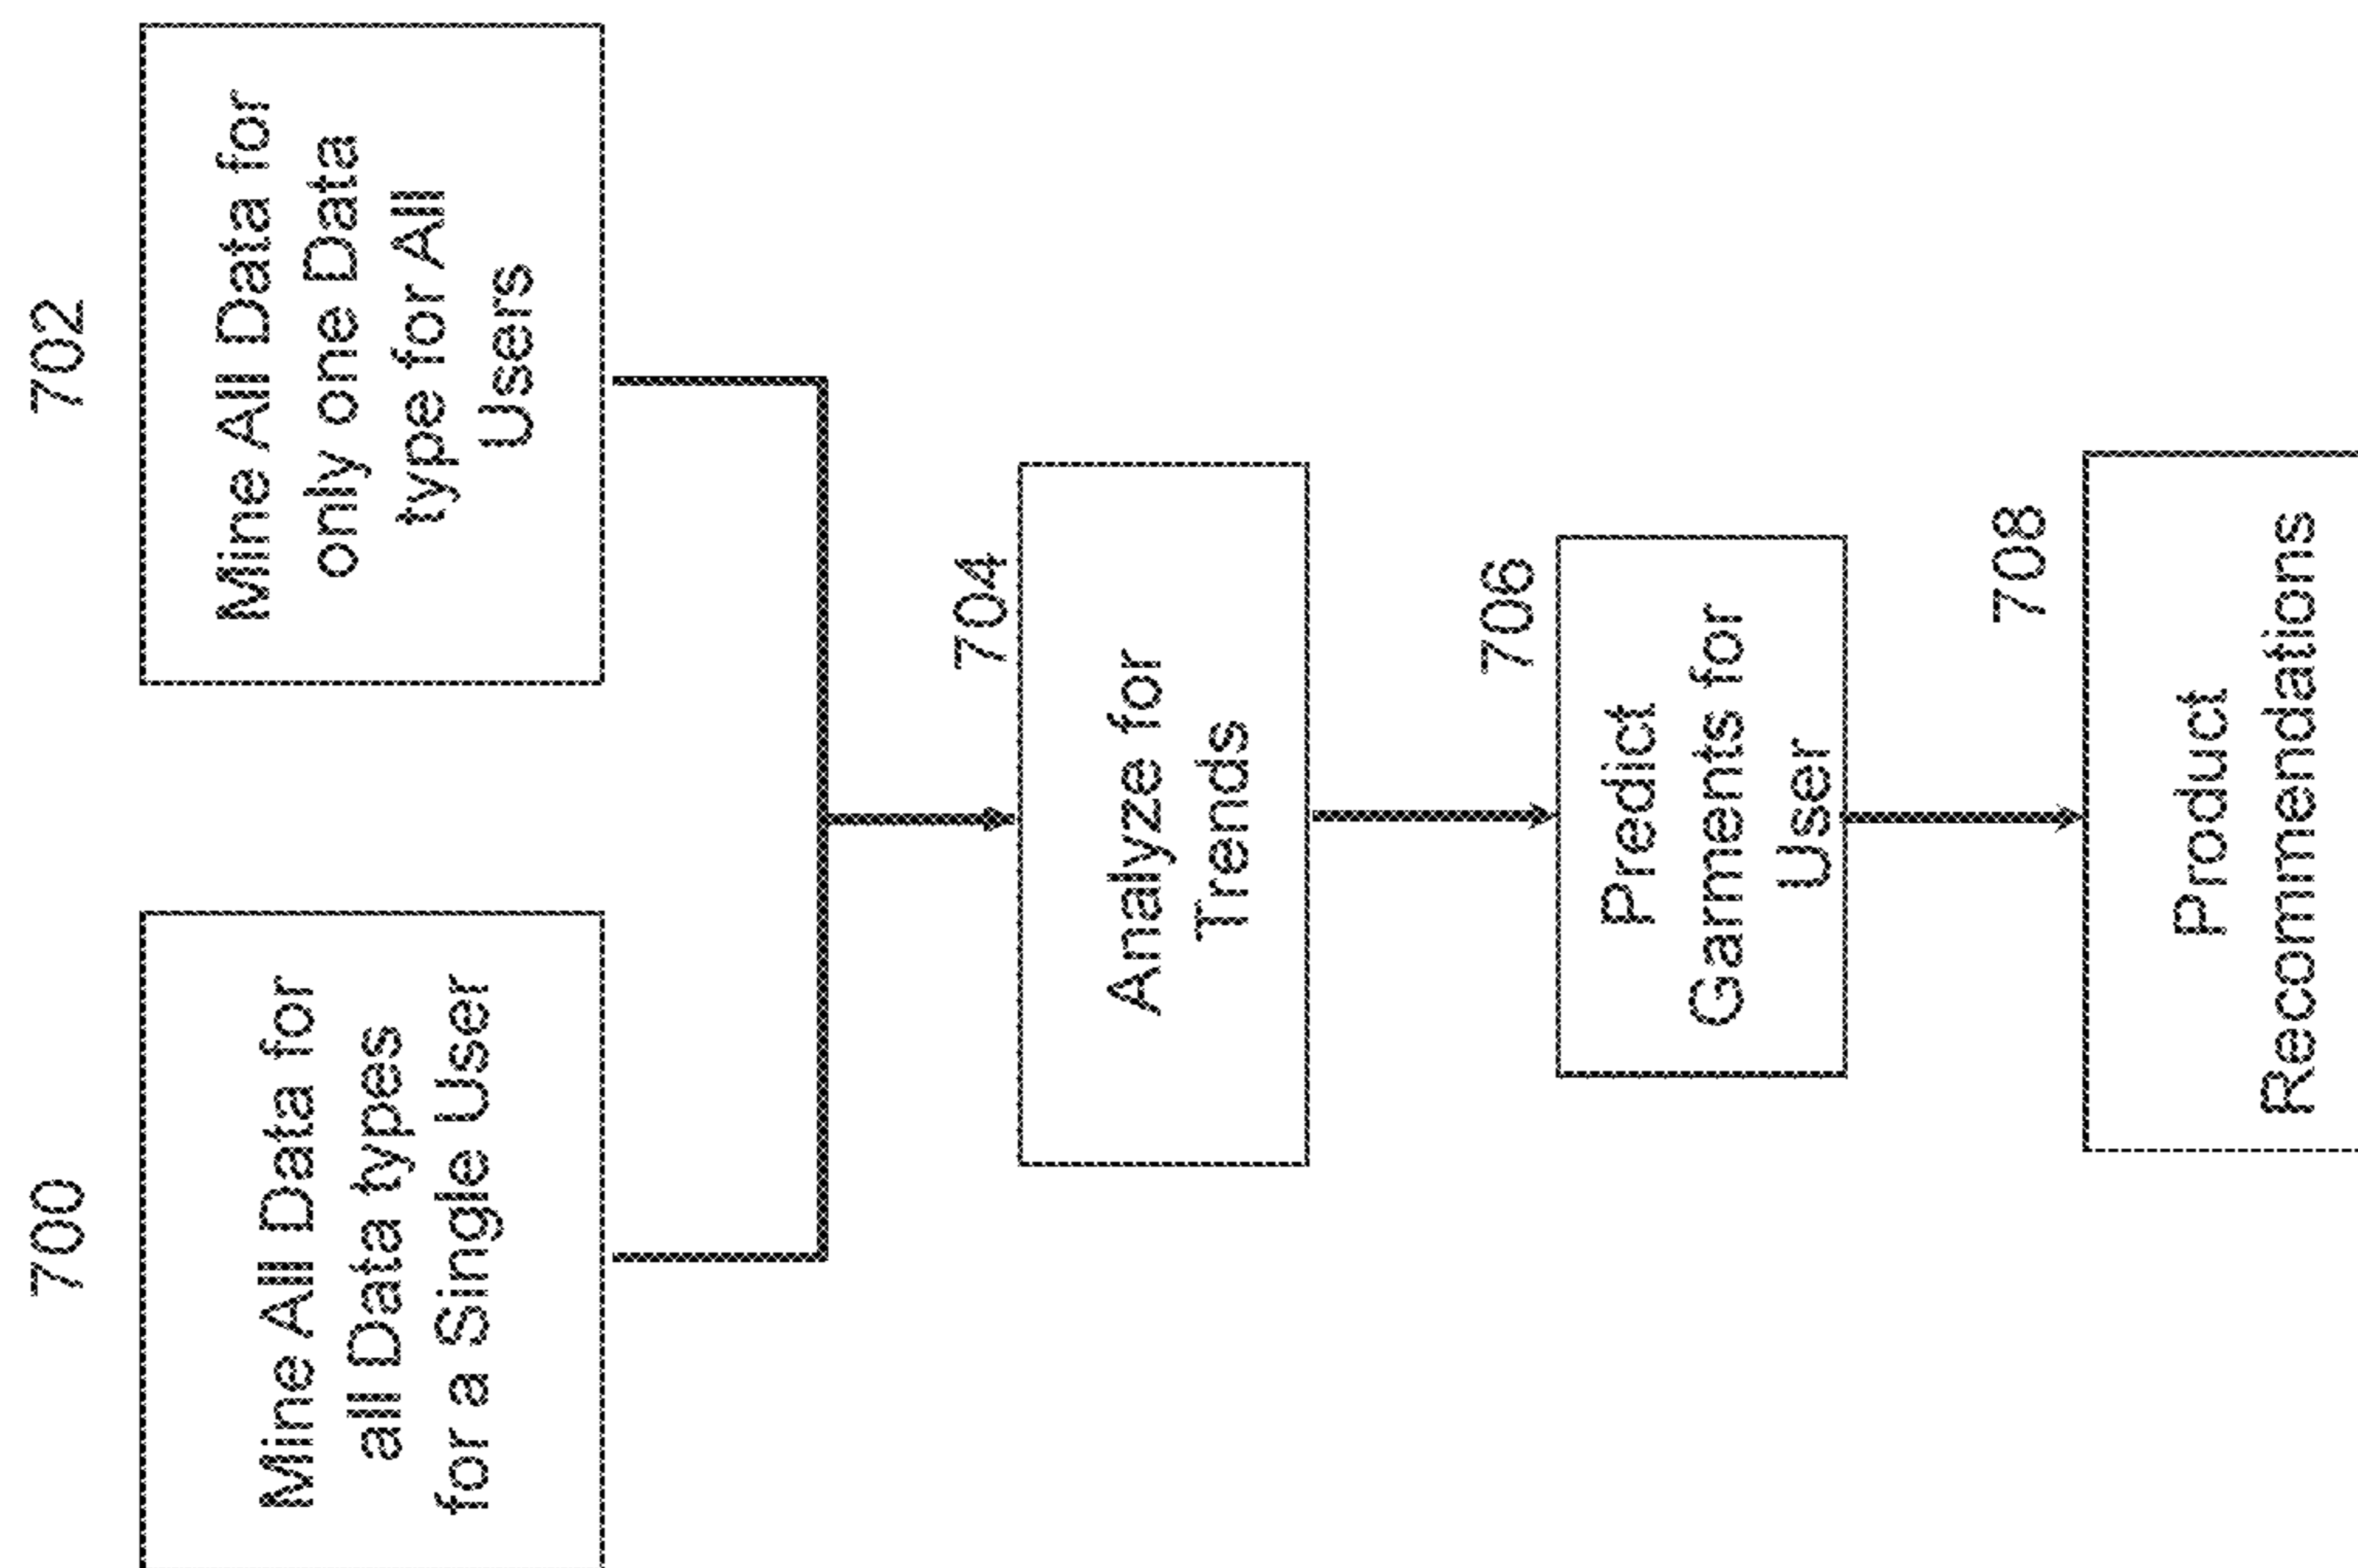 700
Mine All Data for
all Data types
for a Single User
702
Mine All Data for
only one Data
type for All
Users
704
Analyze for
Trends
706
Predict
Garments for
User
708
Product
Recommendations